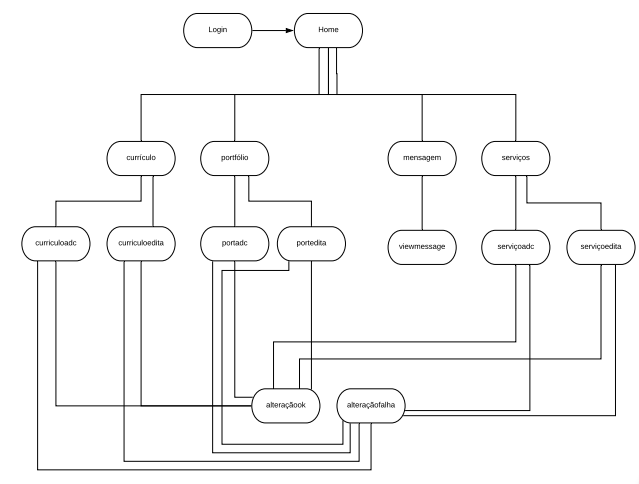 Login
Home
currículo
portfólio
mensagem
serviços
curriculoadc
curriculoedita
portadc
portedita
viewmessage
serviçoadc
serviçoedita
alteraçãook
alteraçãofalha